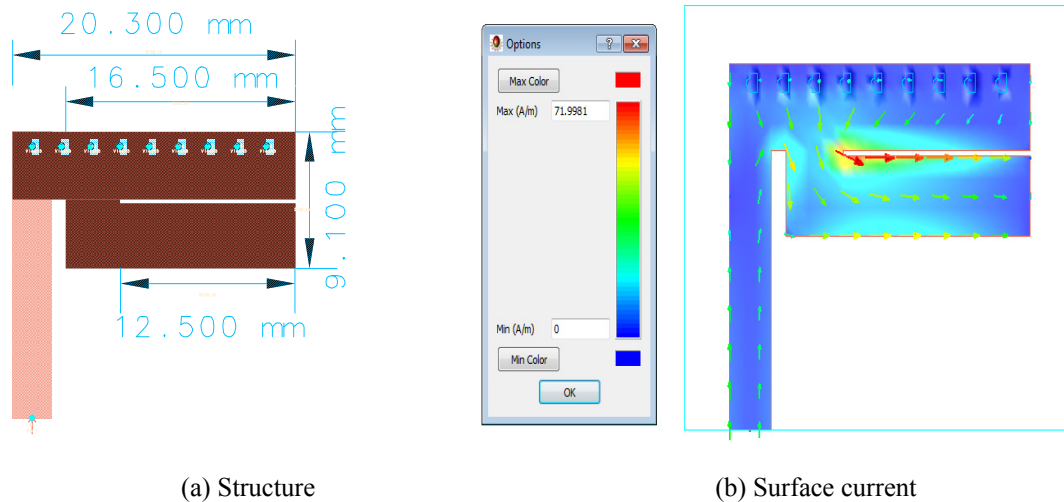 20.300 mm
16.500 mm
9.100 mm
12.500 mm
Options
?
Max Color
Max (A/m) 71.9981
Min (A/m) 0
Min Color
OK
(a) Structure
(b) Surface current